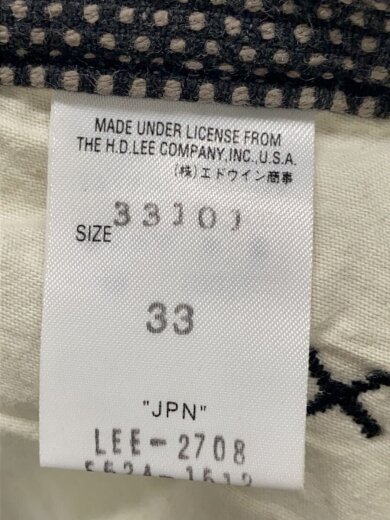 MADE UNDER LICENSE FROM
THE H.D.LEE COMPANY,INC.,U.S.A.
(株)エドウイン商事
33101
SIZE
33
"JPN"
LEE-2708